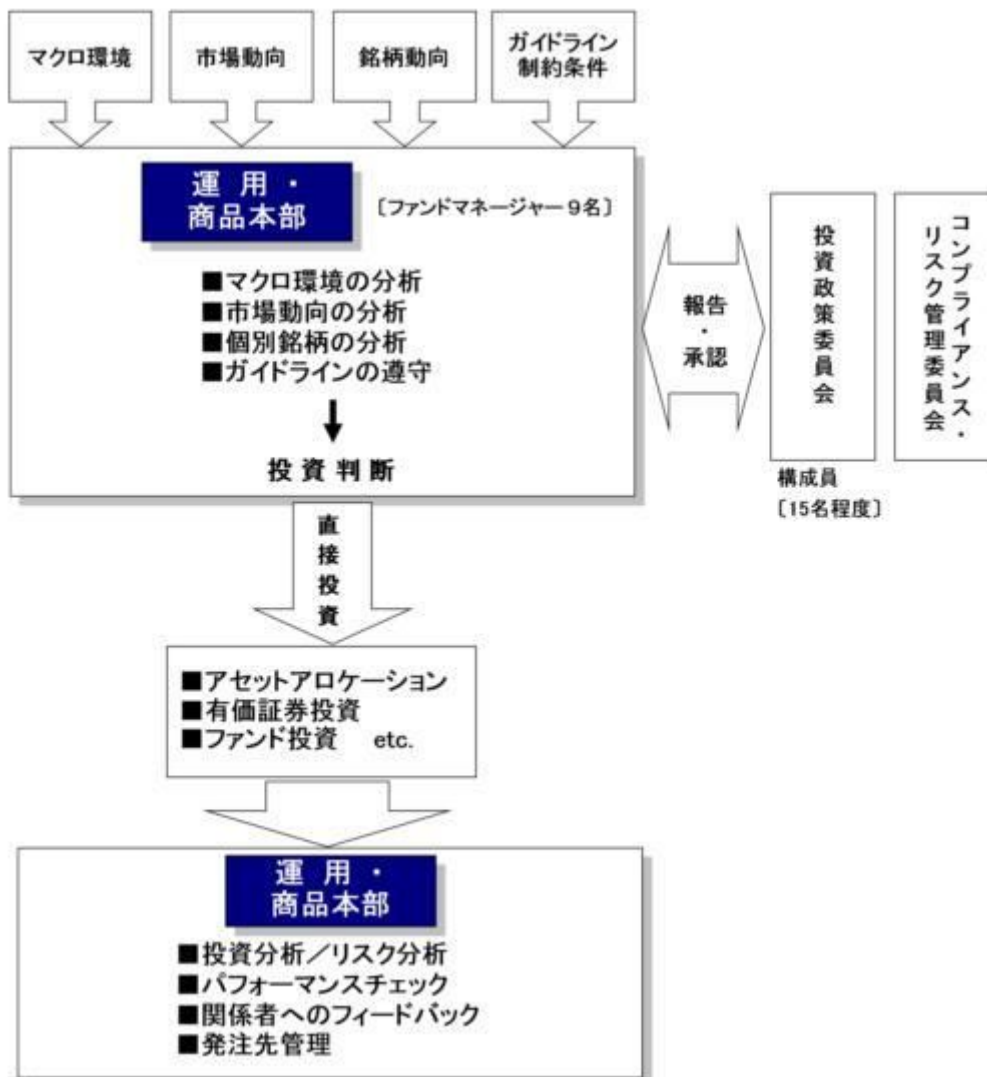 マクロ環境
市場動向
銘柄動向
ガイドライン
制約条件
運 用 ・
商品本部
〔ファンドマネージャー9名〕
■マクロ環境の分析
■市場動向の分析
■個別銘柄の分析
■ガイドラインの遵守
投 資 判 断
報告
・
承認
投資政策委員会
コンプライアンス・
リスク管理委員会
構成員
〔15名程度〕
直接投資
■アセットアロケーション
■有価証券投資
■ファンド投資 etc.
運 用 ・
商品本部
■投資分析／リスク分析
■パフォーマンスチェック
■関係者へのフィードバック
■発注先管理